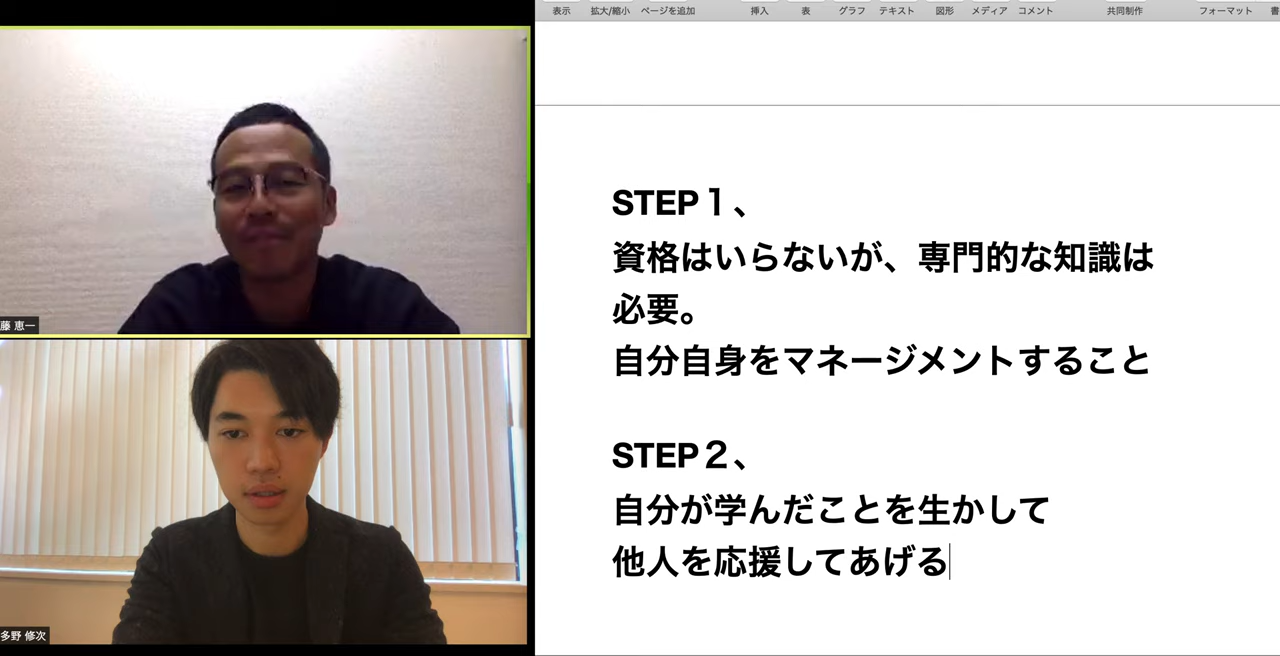 表示 拡大/縮小 ページを追加 挿入 表 グラフ テキスト 図形 メディア コメント 共同制作 フォーマット 書
STEP１、
資格はいらないが、専門的な知識は
必要。
自分自身をマネージメントすること
STEP２、
自分が学んだことを生かして
他人を応援してあげる
藤 恵一
多野 修次